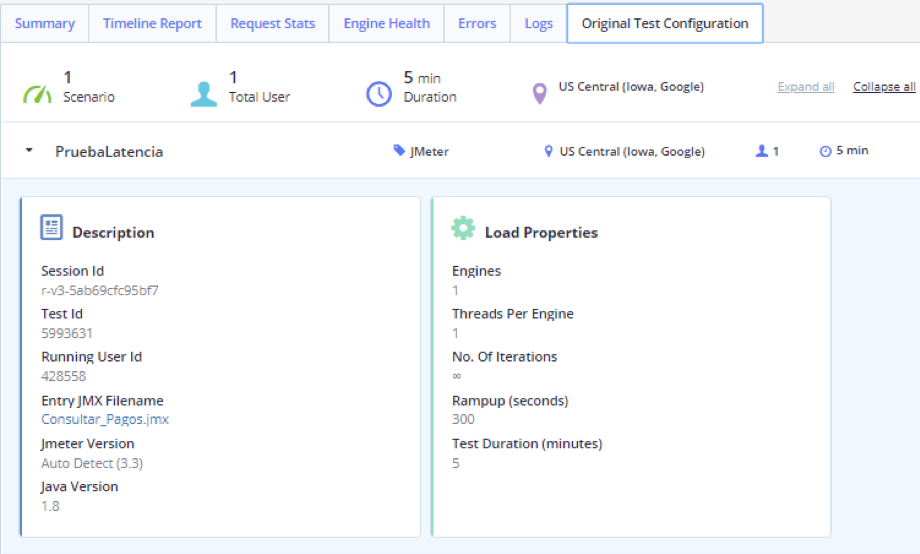 Summary Timeline Report Request Stats Engine Health Errors Logs Original Test Configuration
1 Scenario
1 Total User
5 min Duration
US Central (Iowa, Google)
Expand all Collapse all
PruebaLatencia JMeter US Central (Iowa, Google) 1 5 min
Description
Session Id
r-v3-5ab69cfc95bf7
Test Id
5993631
Running User Id
428558
Entry JMX Filename
Consultar_Pagos.jmx
Jmeter Version
Auto Detect (3.3)
Java Version
1.8
Load Properties
Engines
1
Threads Per Engine
1
No. Of Iterations
∞
Rampup (seconds)
300
Test Duration (minutes)
5